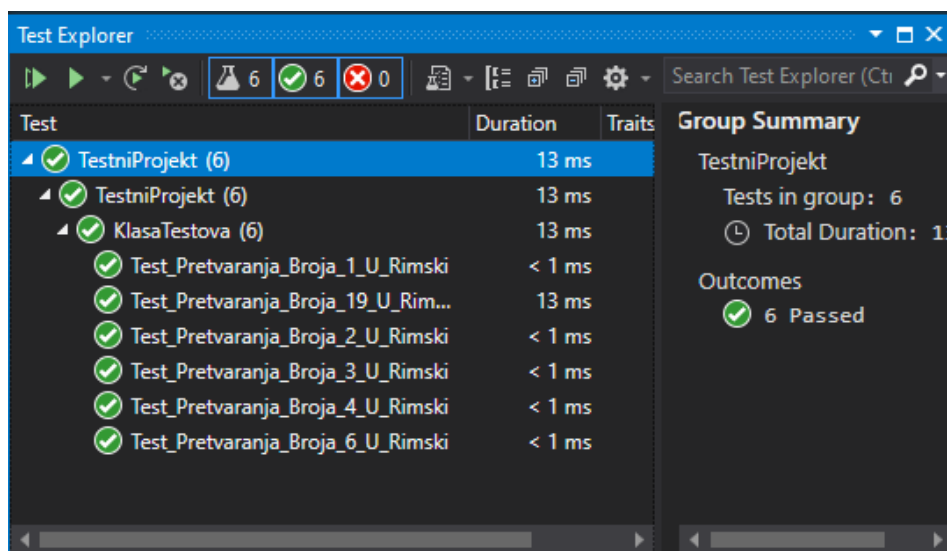 Test Explorer
6 6 0 Search Test Explorer (Ctr
Test Duration Traits
TestniProjekt (6) 13 ms
TestniProjekt (6) 13 ms
KlasaTestova (6) 13 ms
Test_Pretvaranja_Broja_1_U_Rimski < 1 ms
Test_Pretvaranja_Broja_19_U_Rim... 13 ms
Test_Pretvaranja_Broja_2_U_Rimski < 1 ms
Test_Pretvaranja_Broja_3_U_Rimski < 1 ms
Test_Pretvaranja_Broja_4_U_Rimski < 1 ms
Test_Pretvaranja_Broja_6_U_Rimski < 1 ms
Group Summary
TestniProjekt
Tests in group: 6
Total Duration: 1
Outcomes
6 Passed